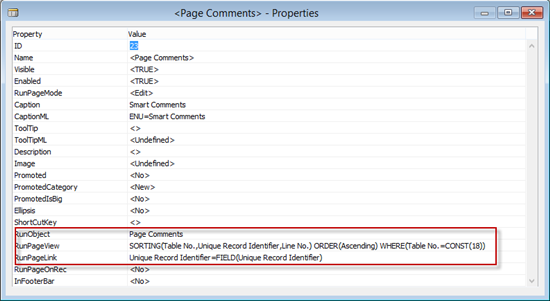 <Page Comments> - Properties
Property Value
ID 23
Name <Page Comments>
Visible <TRUE>
Enabled <TRUE>
RunPageMode <Edit>
Caption Smart Comments
CaptionML ENU=Smart Comments
ToolTip <>
ToolTipML <Undefined>
Description <>
Image <Undefined>
Promoted <No>
PromotedCategory <New>
PromotedIsBig <No>
Ellipsis <No>
ShortCutKey <>
RunObject Page Comments
RunPageView SORTING(Table No.,Unique Record Identifier,Line No.) ORDER(Ascending) WHERE(Table No.=CONST(18))
RunPageLink Unique Record Identifier=FIELD(Unique Record Identifier)
RunPageOnRec <No>
InFooterBar <No>